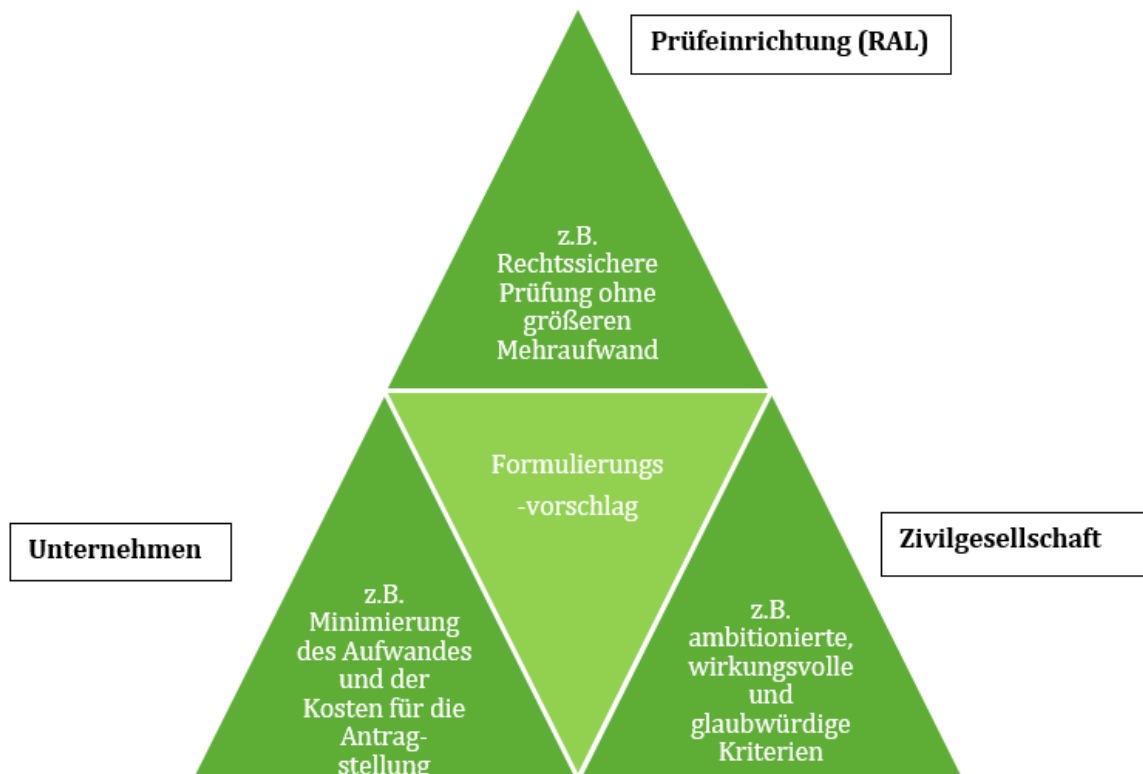 Prüfeinrichtung (RAL)
z.B.
Rechtssichere
Prüfung ohne
größeren
Mehraufwand
Formulierungs
-vorschlag
Unternehmen
Zivilgesellschaft
z.B.
Minimierung
des Aufwandes
und der
Kosten für die
Antrag-
stellung
z.B.
ambitionierte,
wirkungsvolle
und
glaubwürdige
Kriterien